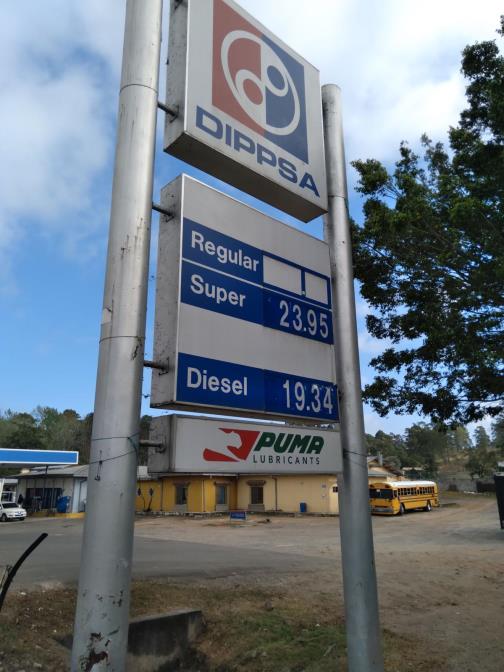 DIPPSA
Regular
Super 23.95
Diesel 19.34
PUMA
LUBRICANTS